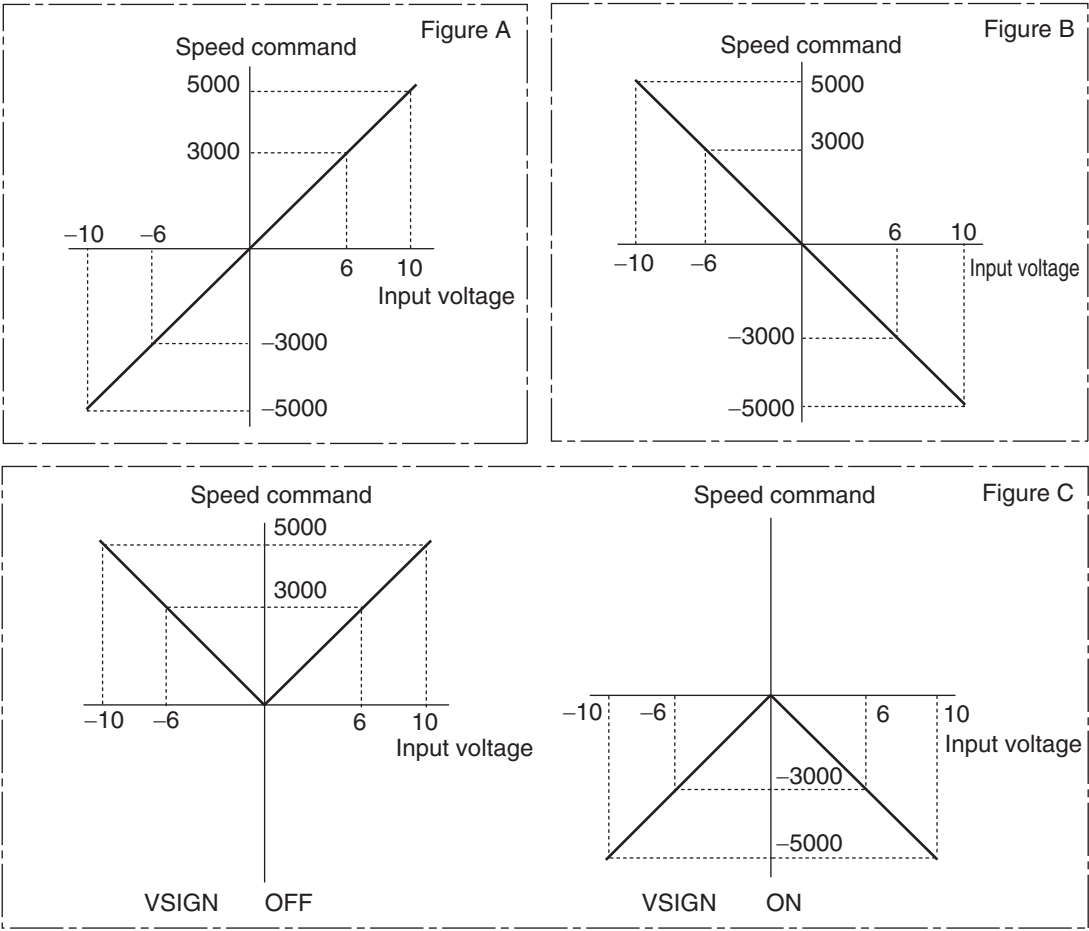 Figure A
Speed command
5000
3000
−10 −6
6 10
Input voltage
−3000
−5000
Figure B
Speed command
5000
3000
6 10
−10 −6
Input voltage
−3000
−5000
Figure C
Speed command
5000
3000
−10 −6 6 10
Input voltage
VSIGN OFF
Speed command
−10 −6 6 10
Input voltage
−3000
−5000
VSIGN ON